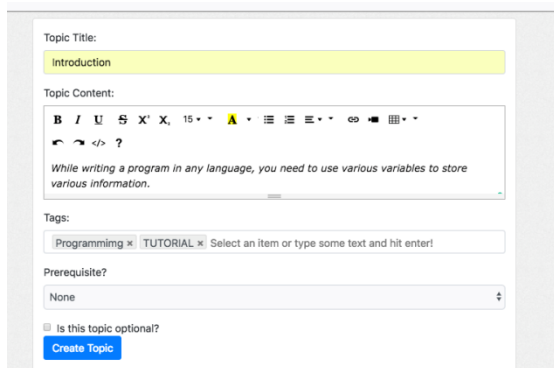 Topic Title:
Introduction
Topic Content:
B I U S X² X₂ 15 A
</> ?
While writing a program in any language, you need to use various variables to store
various information.
Tags:
Programmimg × TUTORIAL × Select an item or type some text and hit enter!
Prerequisite?
None
Is this topic optional?
Create Topic